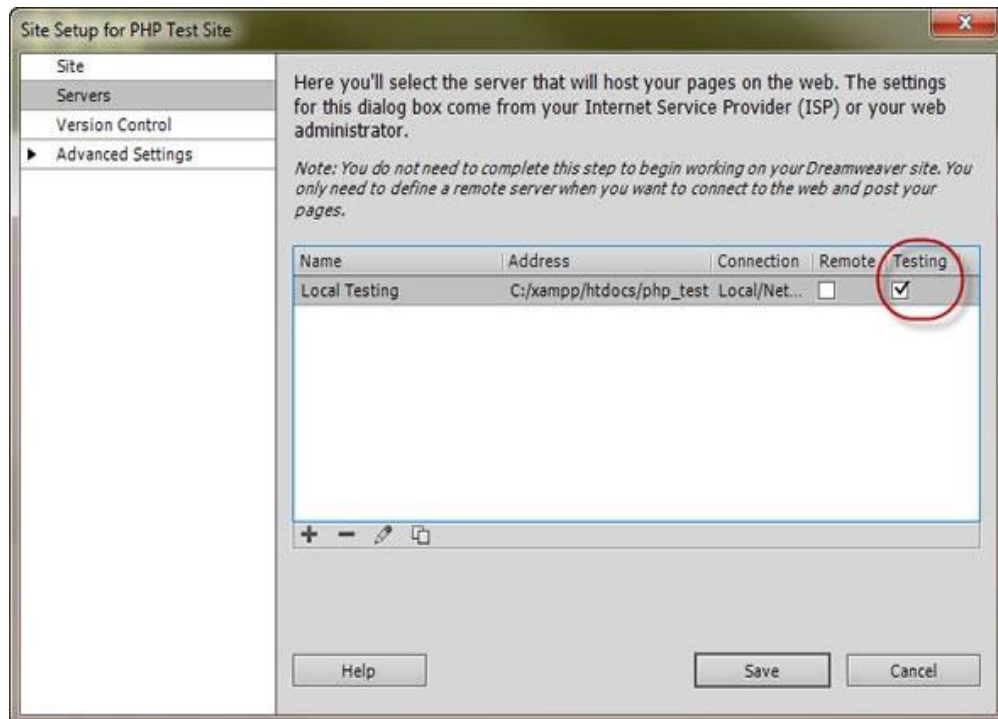 Site Setup for PHP Test Site
Site
Servers
Version Control
Advanced Settings
Here you'll select the server that will host your pages on the web. The settings
for this dialog box come from your Internet Service Provider (ISP) or your web
administrator.
Note: You do not need to complete this step to begin working on your Dreamweaver site. You
only need to define a remote server when you want to connect to the web and post your
pages.
Name Address Connection Remote Testing
Local Testing C:/xampp/htdocs/php_test Local/Net...
Help Save Cancel